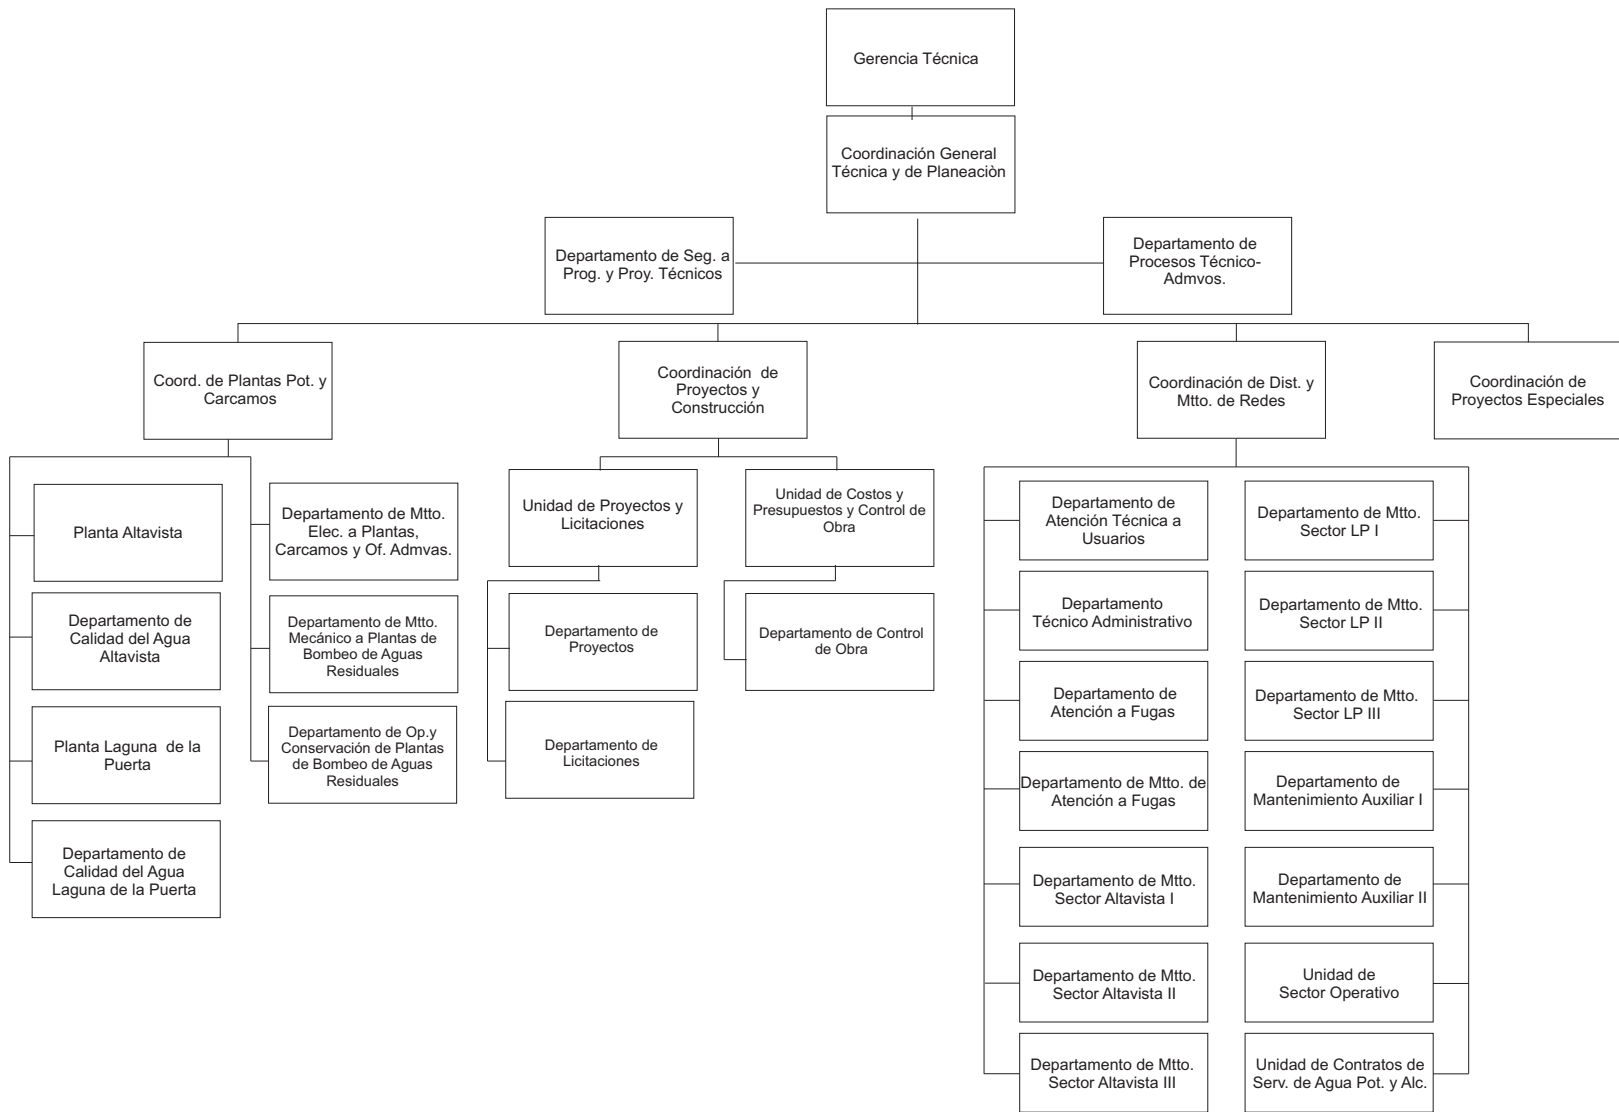 Gerencia Técnica
Coordinación General
Técnica y de Planeaciòn
Departamento de Seg. a
Prog. y Proy. Técnicos
Departamento de
Procesos Técnico-
Admvos.
Coord. de Plantas Pot. y
Carcamos
Coordinación de
Proyectos y
Construcción
Coordinación de Dist. y
Mtto. de Redes
Coordinación de
Proyectos Especiales
Planta Altavista
Departamento de
Calidad del Agua
Altavista
Planta Laguna de la
Puerta
Departamento de
Calidad del Agua
Laguna de la Puerta
Departamento de Mtto.
Elec. a Plantas,
Carcamos y Of. Admvas.
Departamento de Mtto.
Mecánico a Plantas de
Bombeo de Aguas
Residuales
Departamento de Op.y
Conservación de Plantas
de Bombeo de Aguas
Residuales
Unidad de Proyectos y
Licitaciones
Departamento de
Proyectos
Departamento de
Licitaciones
Unidad de Costos y
Presupuestos y Control de
Obra
Departamento de Control
de Obra
Departamento de
Atención Técnica a
Usuarios
Departamento
Técnico Administrativo
Departamento de
Atención a Fugas
Departamento de Mtto. de
Atención a Fugas
Departamento de Mtto.
Sector Altavista I
Departamento de Mtto.
Sector Altavista II
Departamento de Mtto.
Sector Altavista III
Departamento de Mtto.
Sector LP I
Departamento de Mtto.
Sector LP II
Departamento de Mtto.
Sector LP III
Departamento de
Mantenimiento Auxiliar I
Departamento de
Mantenimiento Auxiliar II
Unidad de
Sector Operativo
Unidad de Contratos de
Serv. de Agua Pot. y Alc.